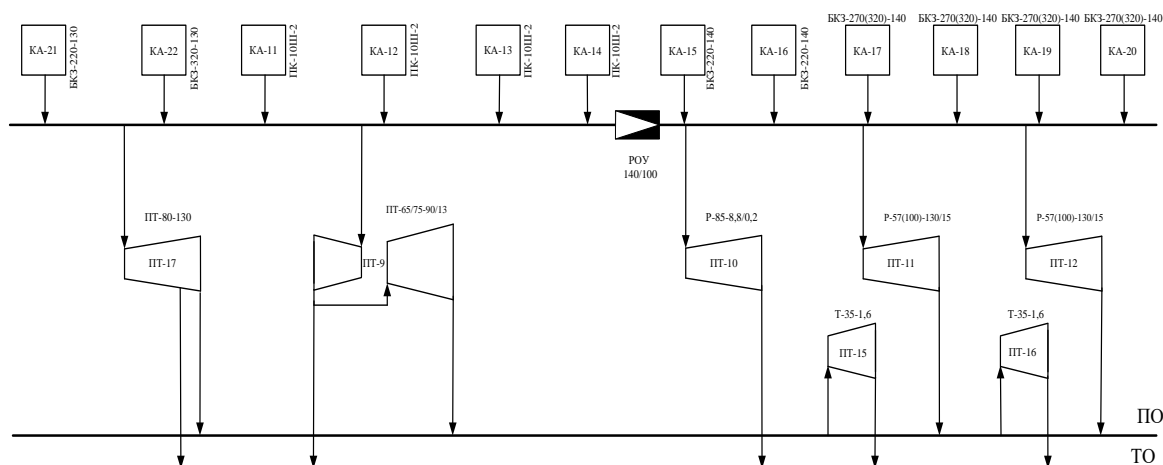 БКЗ-270(320)-140
БКЗ-270(320)-140
БКЗ-270(320)-140
БКЗ-270(320)-140
КА-21
БКЗ-220-130
КА-22
БКЗ-320-130
КА-11
ПК-10Ш-2
КА-12
ПК-10Ш-2
КА-13
ПК-10Ш-2
КА-14
ПК-10Ш-2
КА-15
БКЗ-220-140
КА-16
БКЗ-220-140
КА-17
КА-18
КА-19
КА-20
РОУ
140/100
ПТ-80-130
ПТ-65/75-90/13
Р-85-8,8/0,2
Р-57(100)-130/15
Р-57(100)-130/15
ПТ-17
ПТ-9
ПТ-10
ПТ-11
ПТ-12
Т-35-1,6
Т-35-1,6
ПТ-15
ПТ-16
ПО
ТО